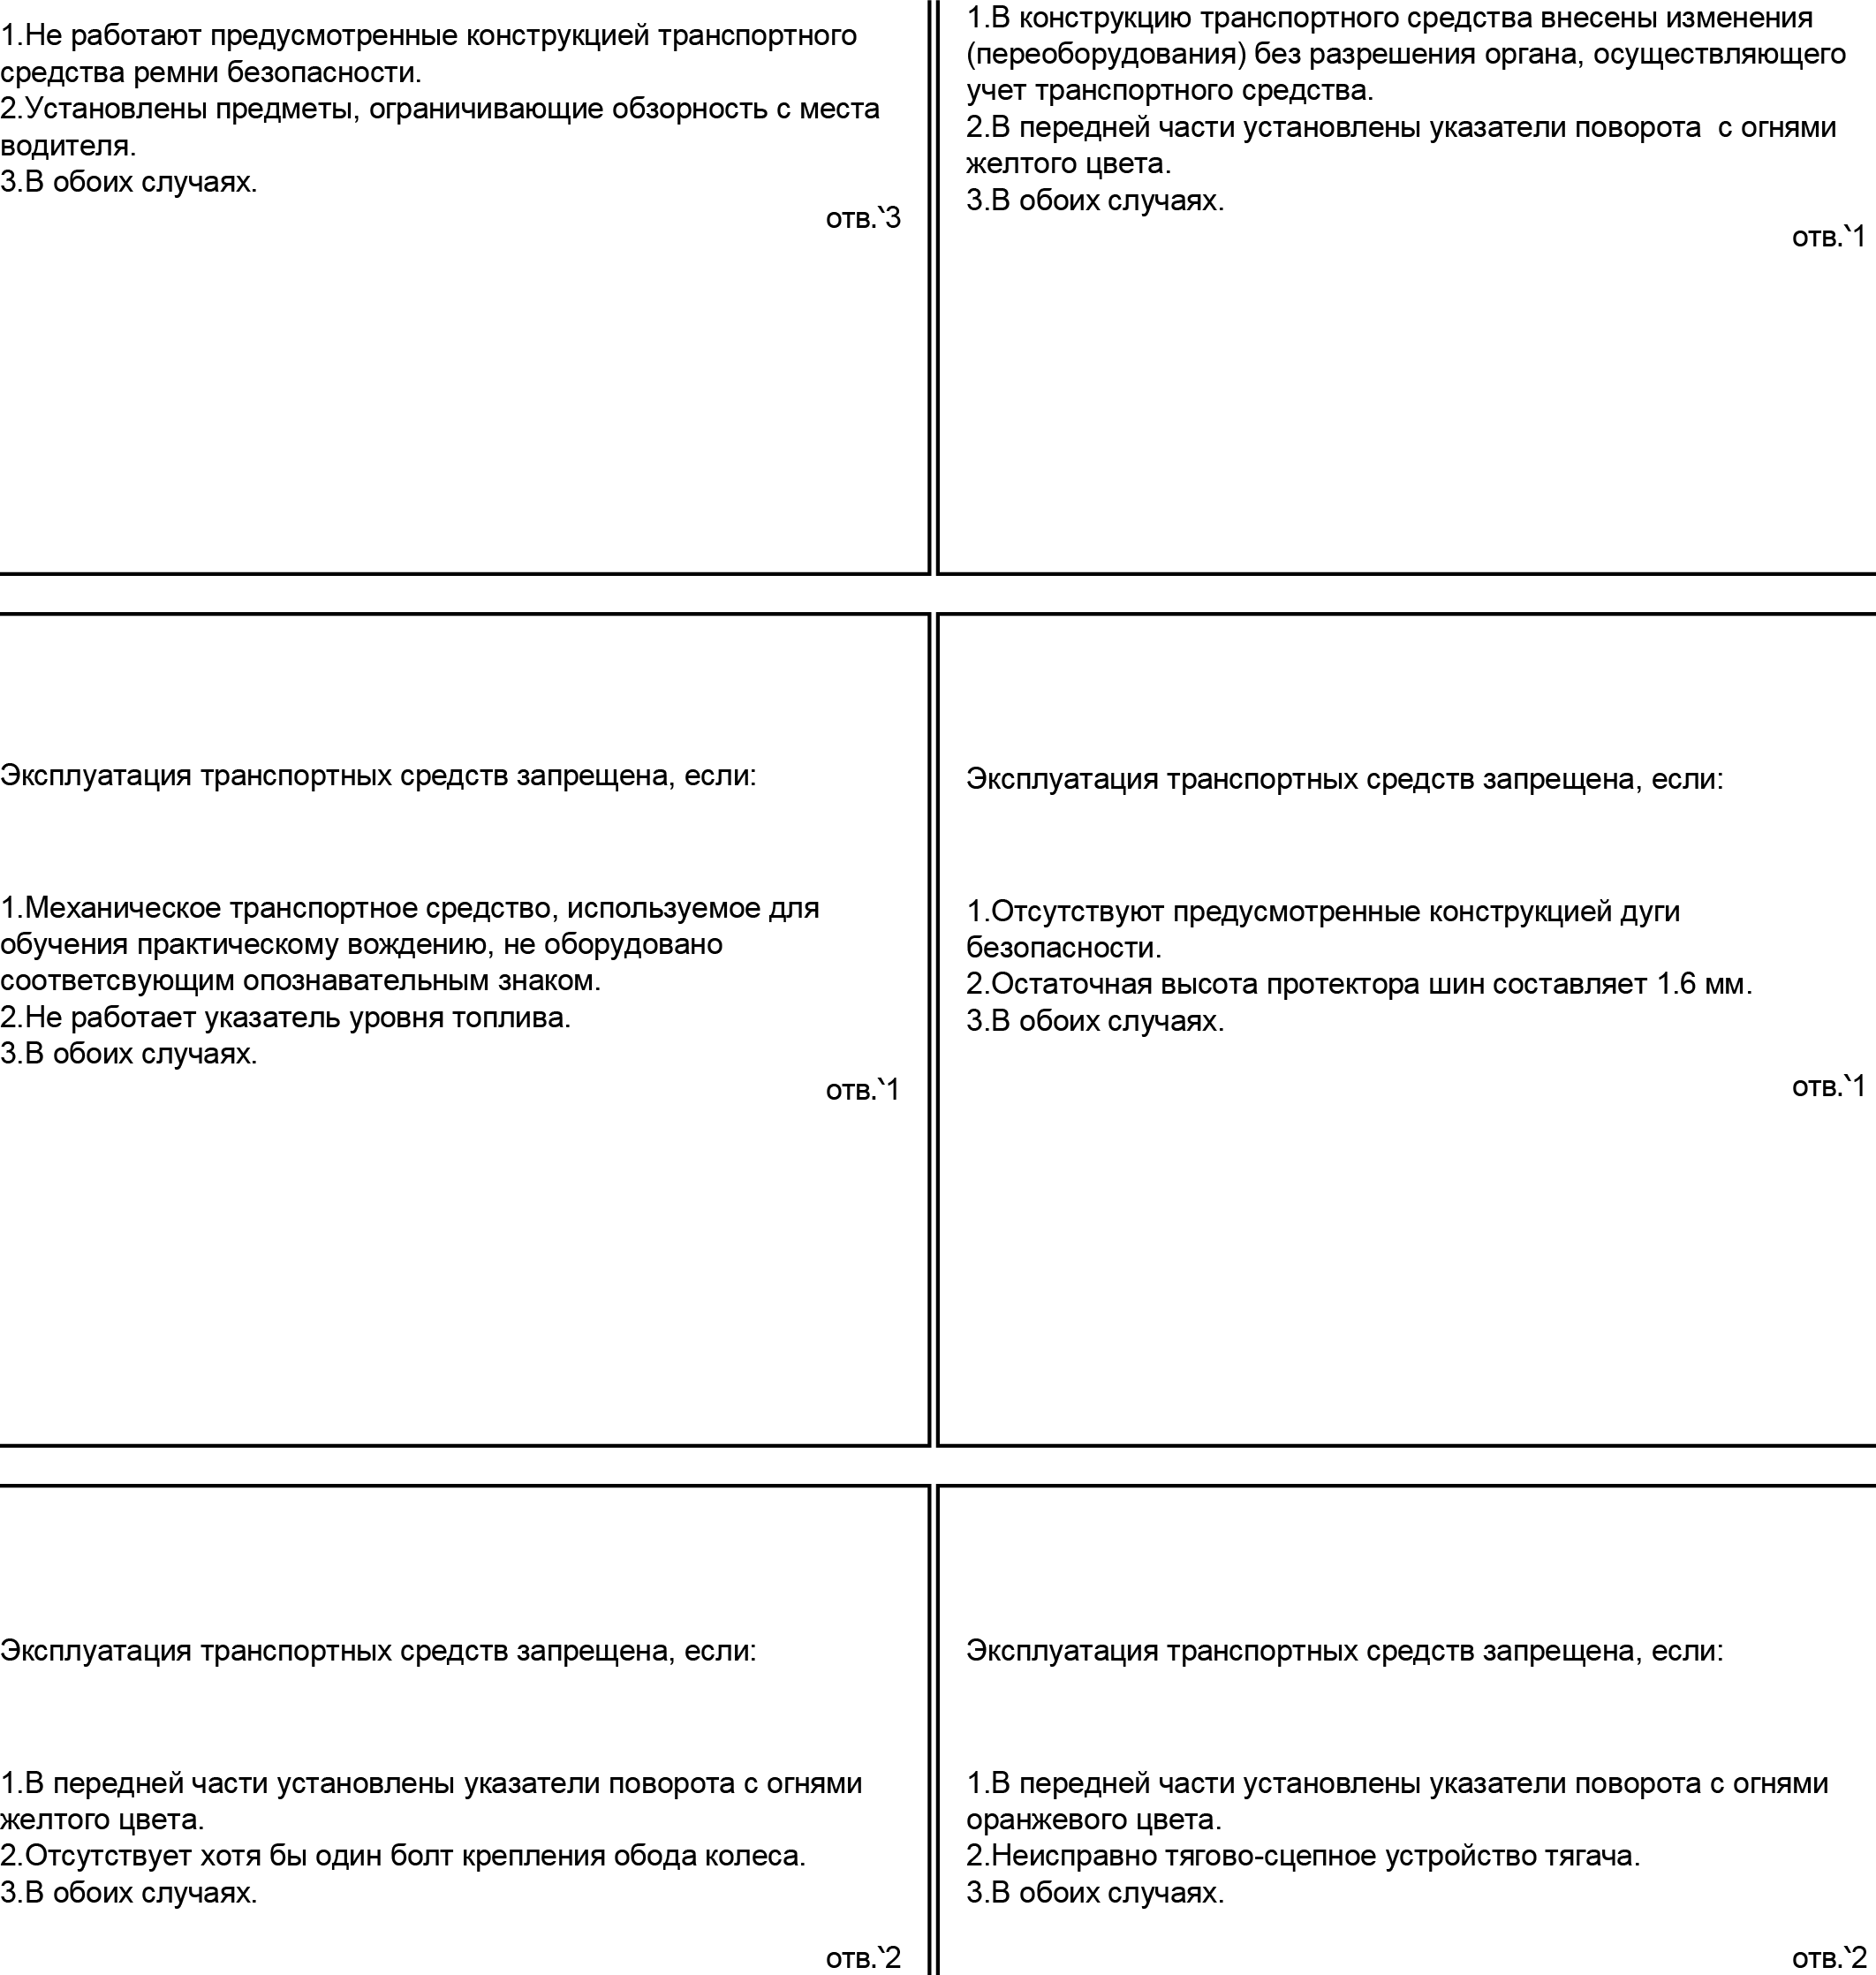 1.Не работают предусмотренные конструкцией транспортного
средства ремни безопасности.
2.Установлены предметы, ограничивающие обзорность с места
водителя.
3.В обоих случаях.
отв.`3
1.В конструкцию транспортного средства внесены изменения
(переоборудования) без разрешения органа, осуществляющего
учет транспортного средства.
2.В передней части установлены указатели поворота  с огнями
желтого цвета.
3.В обоих случаях.
отв.`1
Эксплуатация транспортных средств запрещена, если:
1.Механическое транспортное средство, используемое для
обучения практическому вождению, не оборудовано
соответсвующим опознавательным знаком.
2.Не работает указатель уровня топлива.
3.В обоих случаях.
отв.`1
Эксплуатация транспортных средств запрещена, если:
1.Отсутствуют предусмотренные конструкцией дуги
безопасности.
2.Остаточная высота протектора шин составляет 1.6 мм.
3.В обоих случаях.
отв.`1
Эксплуатация транспортных средств запрещена, если:
1.В передней части установлены указатели поворота с огнями
желтого цвета.
2.Отсутствует хотя бы один болт крепления обода колеса.
3.В обоих случаях.
отв.`2
Эксплуатация транспортных средств запрещена, если:
1.В передней части установлены указатели поворота с огнями
оранжевого цвета.
2.Неисправно тягово-сцепное устройство тягача.
3.В обоих случаях.
отв.`2